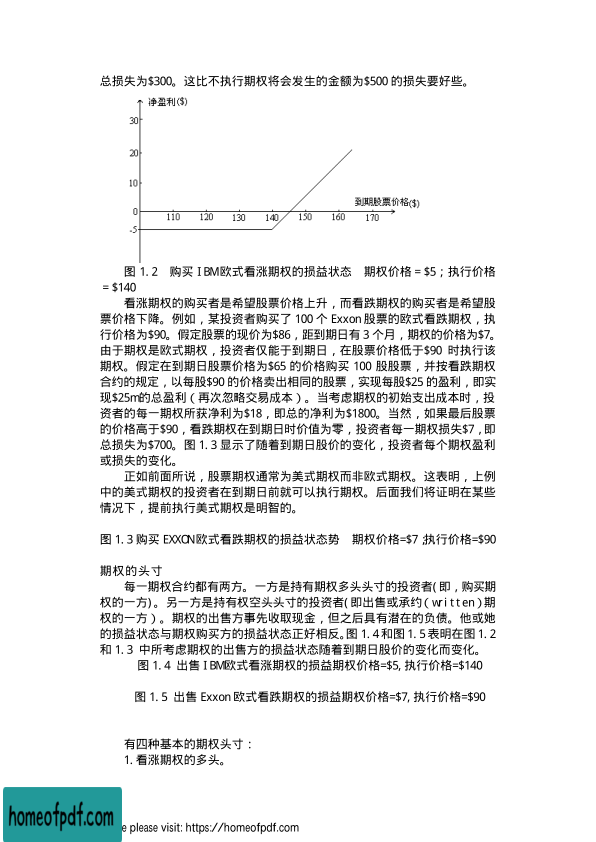 总损失为$300。这比不执行期权将会发生的金额为$500 的损失要好些。
净盈利($)
30
20
10
0
-5
110 120 130 140 150 160 170
到期股票价格($)
图 1. 2 购买 IBM欧式看涨期权的损益状态 期权价格 = $5；执行价格
= $140
看涨期权的购买者是希望股票价格上升，而看跌期权的购买者是希望股
票价格下降。例如，某投资者购买了 100 个 Exxon 股票的欧式看跌期权，执
行价格为$90。假定股票的现价为$86，距到期日有 3 个月，期权的价格为$7。
由于期权是欧式期权，投资者仅能于到期日，在股票价格低于$90 时执行该
期权。假定在到期日股票价格为$65 的价格购买 100 股股票，并按看跌期权
合约的规定，以每股$90 的价格卖出相同的股票，实现每股$25 的盈利，即实
现$25m的总盈利（再次忽略交易成本）。当考虑期权的初始支出成本时，投
资者的每一期权所获净利为$18，即总的净利为$1800。当然，如果最后股票
的价格高于$90，看跌期权在到期日时价值为零，投资者每一期权损失$7，即
总损失为$700。图 1. 3 显示了随着到期日股价的变化，投资者每个期权盈利
或损失的变化。
正如前面所说，股票期权通常为美式期权而非欧式期权。这表明，上例
中的美式期权的投资者在到期日前就可以执行期权。后面我们将证明在某些
情况下，提前执行美式期权是明智的。
图 1. 3 购买 EXXON欧式看跌期权的损益状态势 期权价格=$7 ;执行价格=$90
期权的头寸
每一期权合约都有两方。一方是持有期权多头头寸的投资者(即，购买期
权的一方)。另一方是持有权空头头寸的投资者(即出售或承约（written）期
权的一方）。期权的出售方事先收取现金，但之后具有潜在的负债。他或她
的损益状态与期权购买方的损益状态正好相反。图 1. 4 和图 1. 5 表明在图 1. 2
和 1. 3 中所考虑期权的出售方的损益状态随着到期日股价的变化而变化。
图 1. 4 出售 IBM欧式看涨期权的损益期权价格=$5, 执行价格=$140
图 1. 5 出售 Exxon 欧式看跌期权的损益期权价格=$7, 执行价格=$90
有四种基本的期权头寸：
1. 看涨期权的多头。
homeofpdf.com
e please visit: https://homeofpdf.com